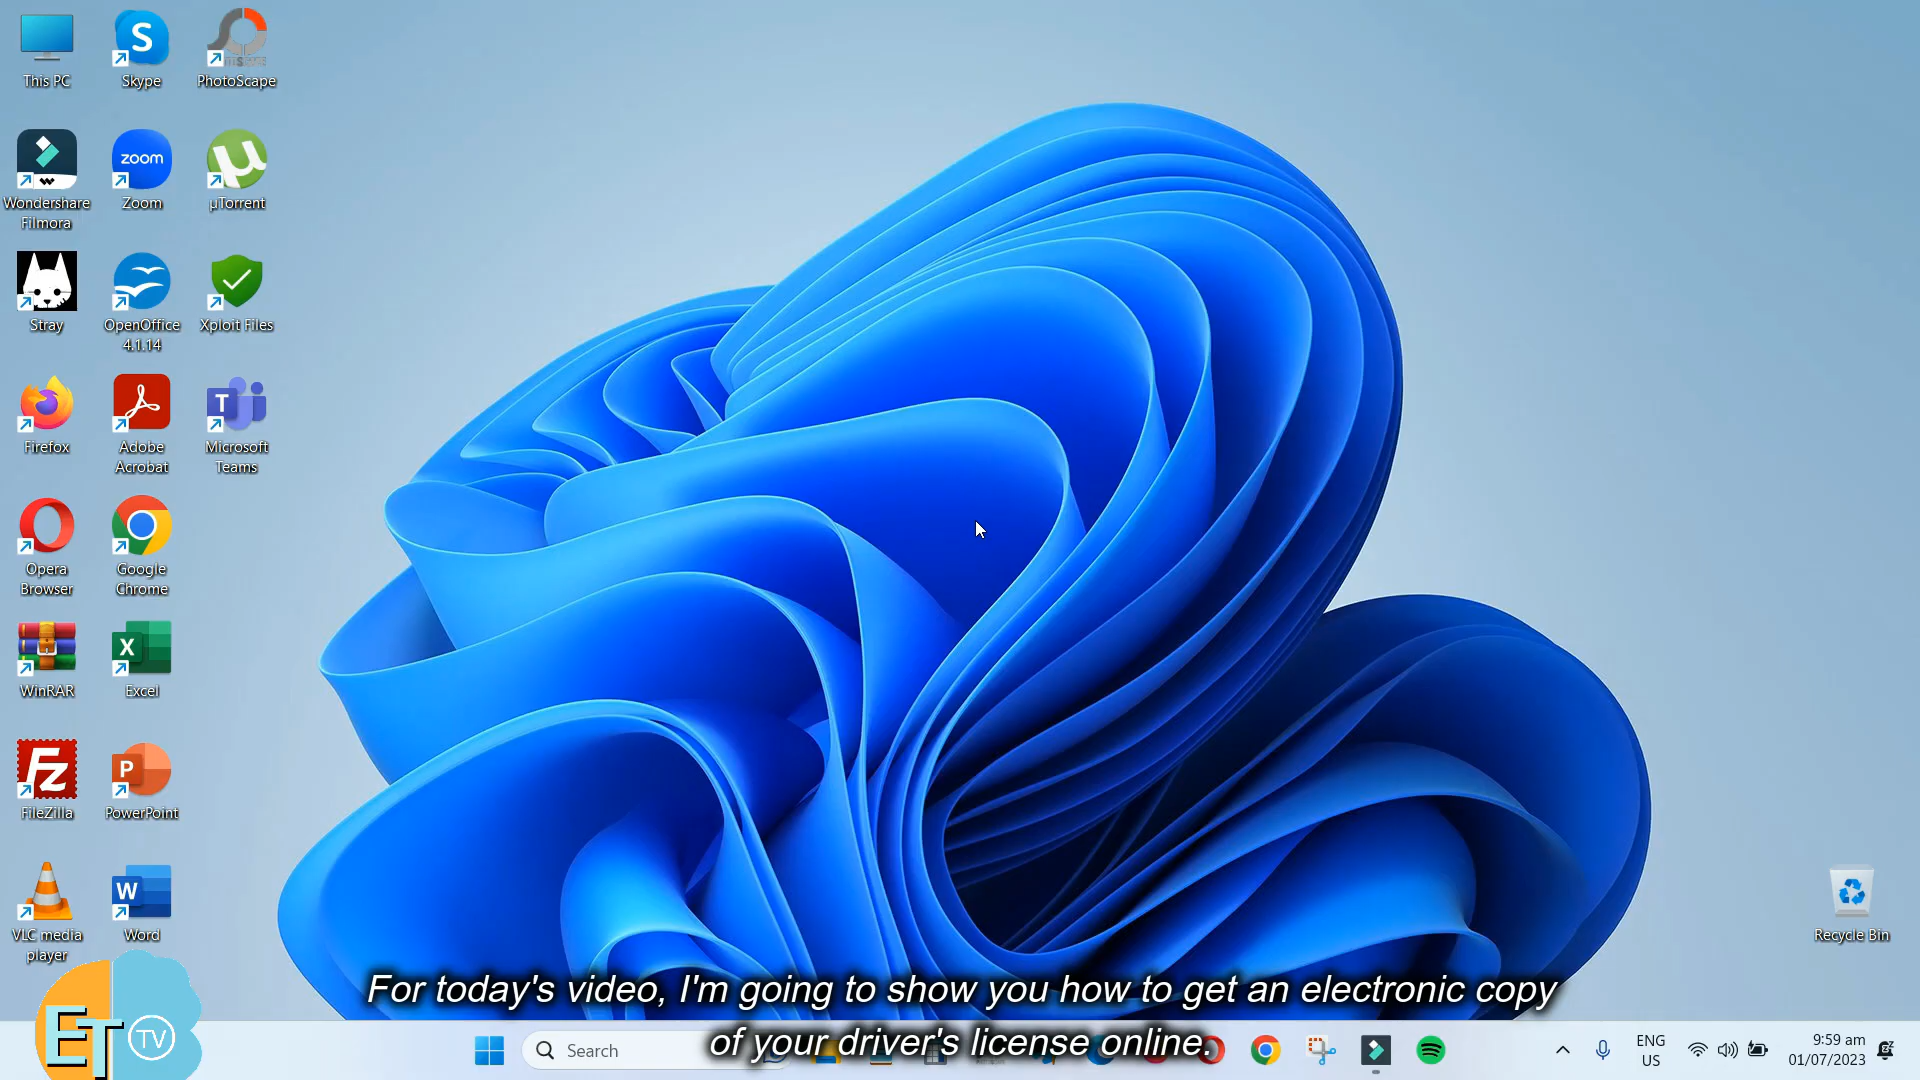 This PC
Skype
PhotoScape
Wondershare
Filmora
zoom
Zoom
µTorrent
Stray
OpenOffice
4.1.14
Xploit Files
Firefox
Adobe
Acrobat
Microsoft
Teams
Opera
Browser
Google
Chrome
WinRAR
Excel
FileZilla
PowerPoint
VLC media
player
Word
Recycle Bin
For today's video, I'm going to show you how to get an electronic copy
of your driver's license online.
ET TV
Search
ENG
US
9:59 am
01/07/2023